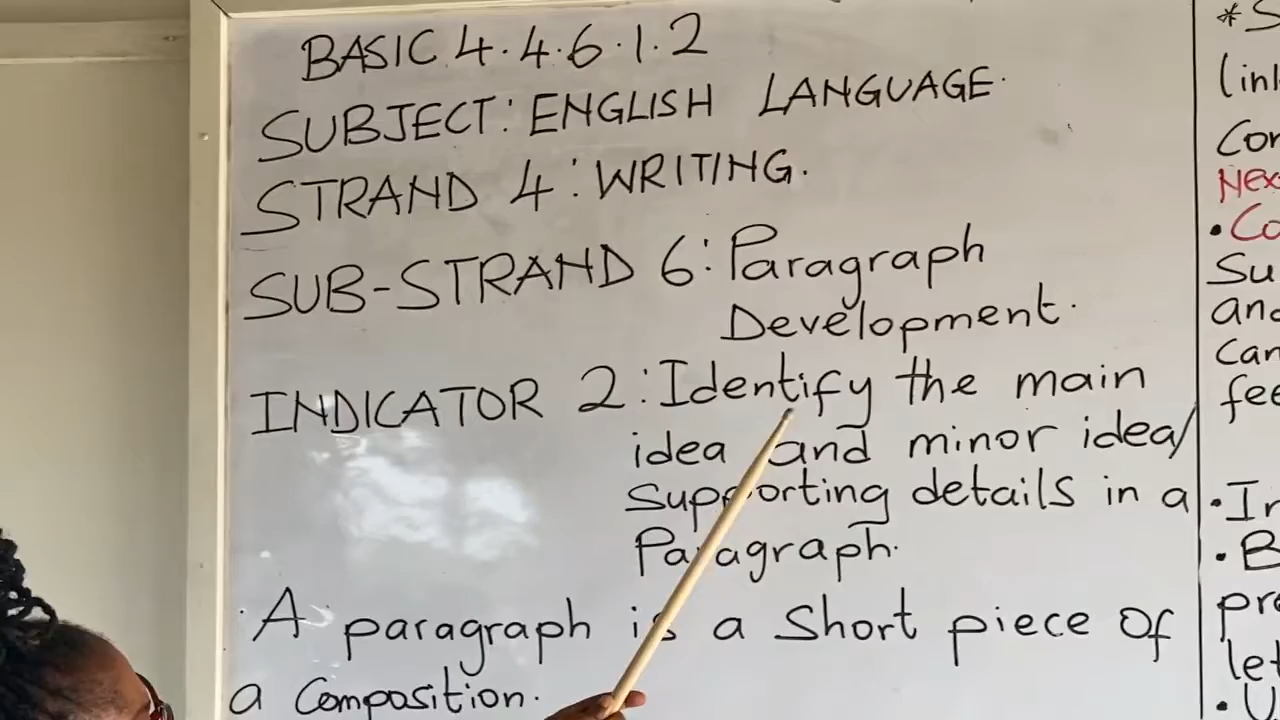 BASIC 4.4.6.1.2
SUBJECT: ENGLISH LANGUAGE.
STRAND 4: WRITING.
SUB-STRAND 6: Paragraph
Development.
INDICATOR 2: Identify the main
idea and minor idea/
Supporting details in a
Paragraph.
A paragraph is a Short piece of
a Composition.
and